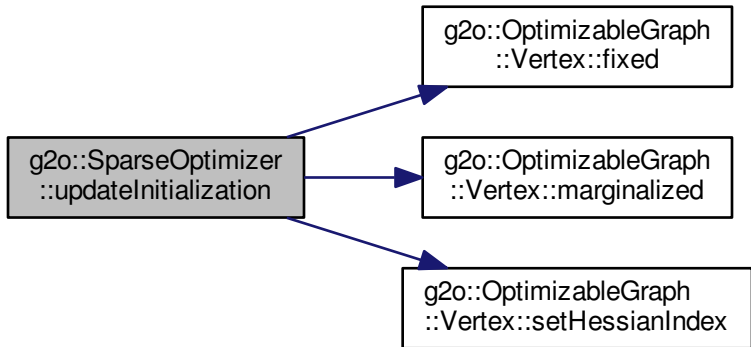 g2o::SparseOptimizer
::updateInitialization
g2o::OptimizableGraph
::Vertex::fixed
g2o::OptimizableGraph
::Vertex::marginalized
g2o::OptimizableGraph
::Vertex::setHessianIndex